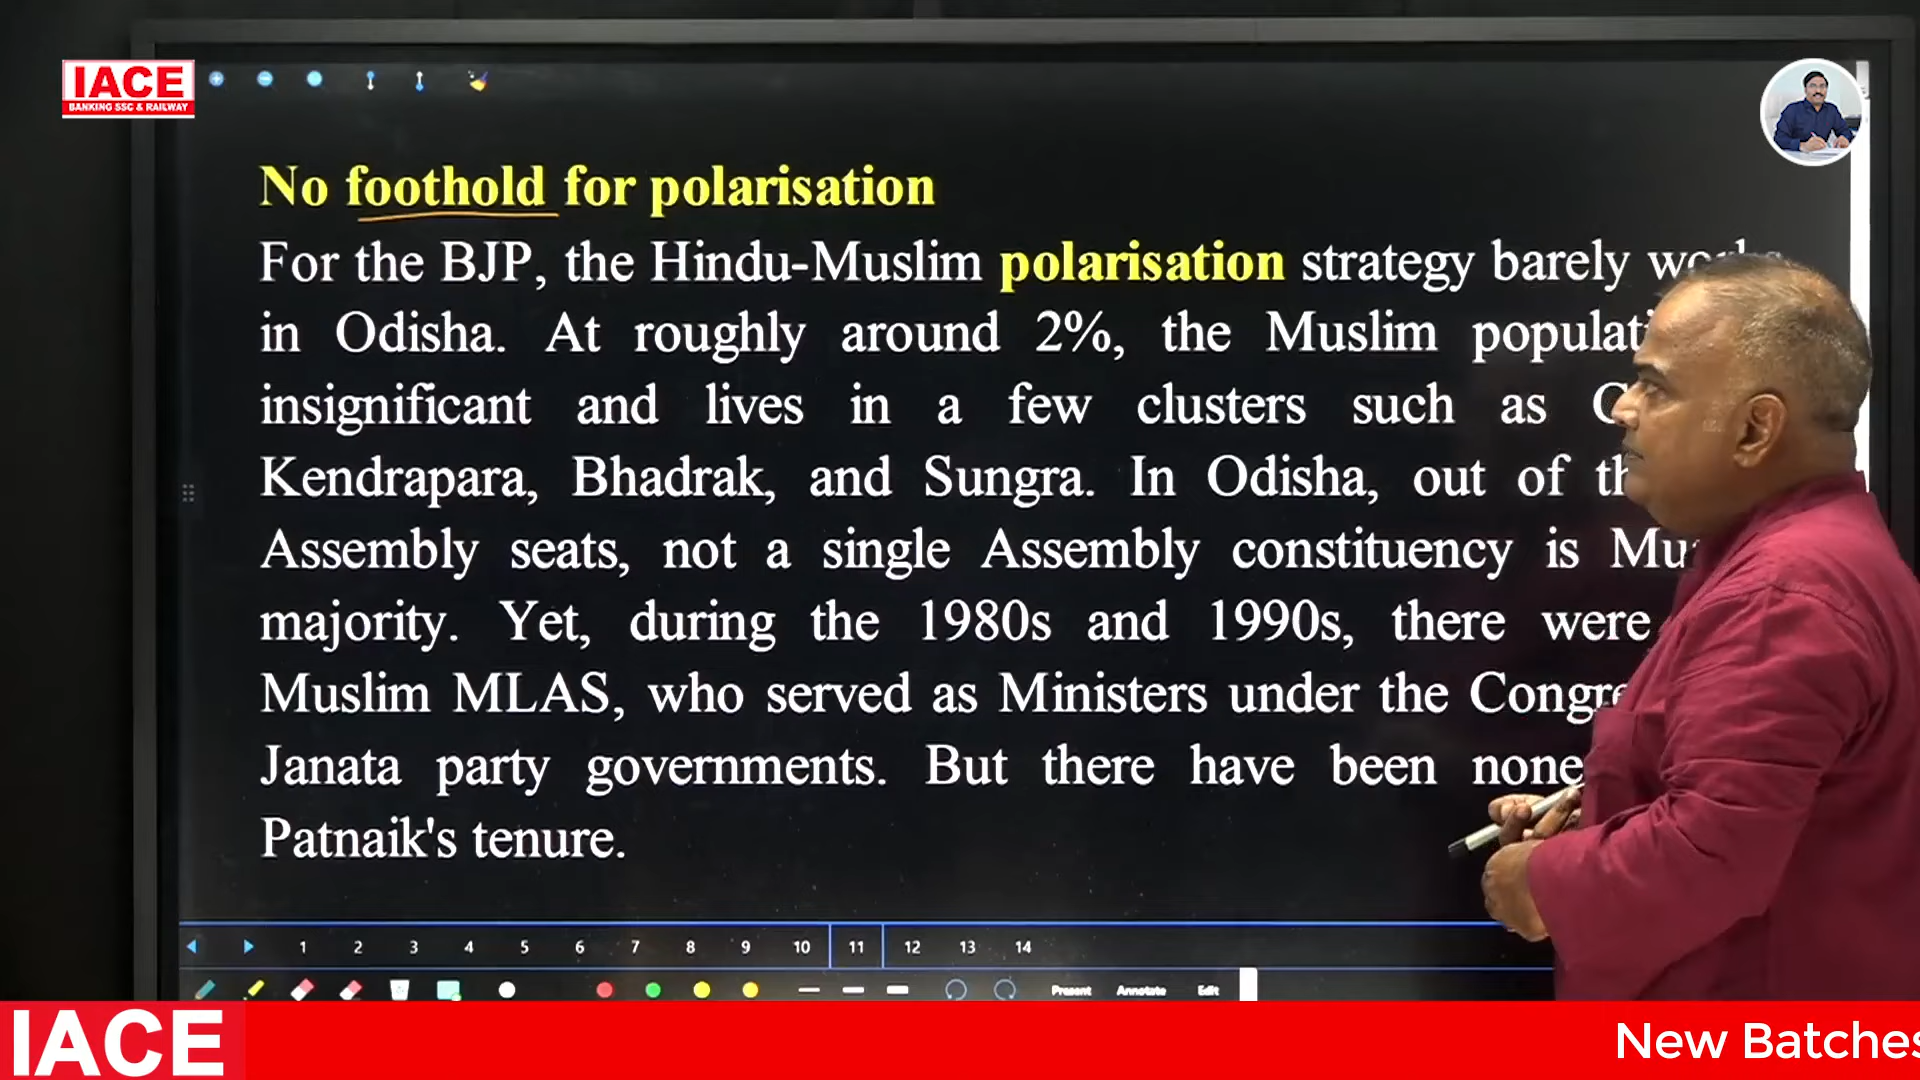 IACE
BANKING SSC & RAILWAY
No foothold for polarisation
For the BJP, the Hindu-Muslim polarisation strategy barely works
in Odisha. At roughly around 2%, the Muslim
insignificant and lives in a few clusters such as
Kendrapara, Bhadrak, and Sungra. In Odisha, out of
Assembly seats, not a single Assembly constituency is
majority. Yet, during the 1980s and 1990s, there were
Muslim MLAS, who served as Ministers under the
Janata party governments. But there have been none
Patnaik's tenure.
1 2 3 4 5 6 7 8 9 10 11 12 13 14
Present Annotate Edit
IACE
New Batches